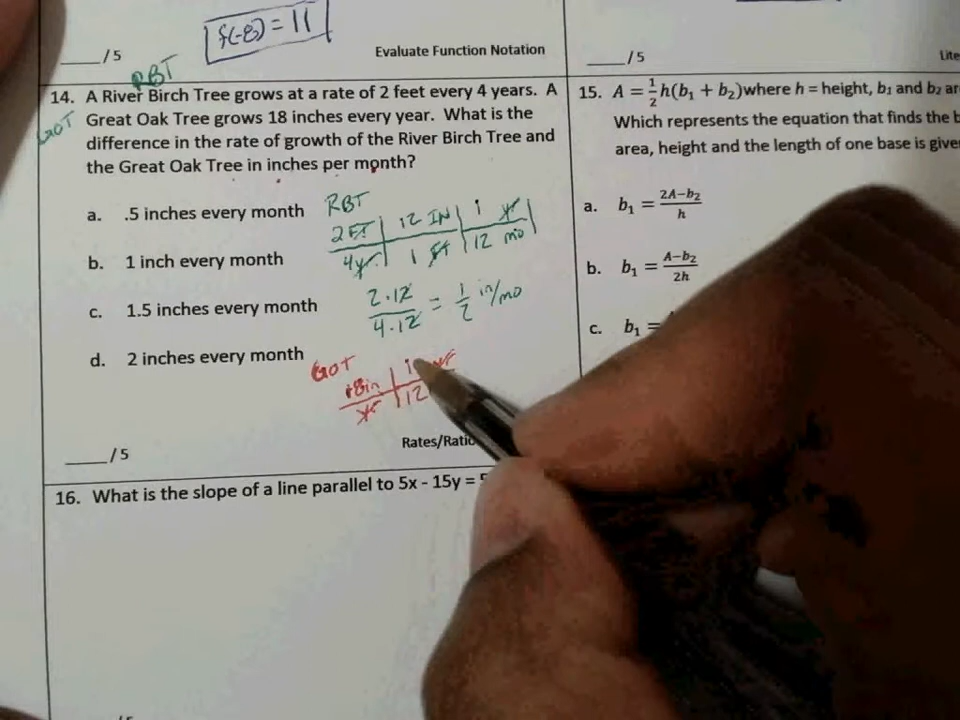 f(-8) = 11
___/5
Evaluate Function Notation
___/5
RBT
14. A River Birch Tree grows at a rate of 2 feet every 4 years. A
GOT Great Oak Tree grows 18 inches every year. What is the
difference in the rate of growth of the River Birch Tree and
the Great Oak Tree in inches per month?
a. .5 inches every month
b. 1 inch every month
c. 1.5 inches every month
d. 2 inches every month
RBT
2 FT | 12 IN | 1 yr
4 yr | 1 ft | 12 mo
2·12 / 4·12 = 1/2 in/mo
GOT
18 in | 1 yr
yr | 12
___/5
16. What is the slope of a line parallel to 5x - 15y =
15. A = 1/2 h(b₁ + b₂) where h = height, b₁ and b₂
Which represents the equation that finds the
area, height and the length of one base is
a. b₁ = 2A−b₂ / h
b. b₁ = A−b₂ / 2h
c. b₁ =